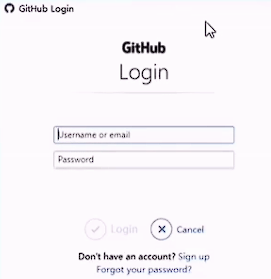 GitHub Login
GitHub
Login
Username or email
Password
Login Cancel
Don't have an account? Sign up
Forgot your password?